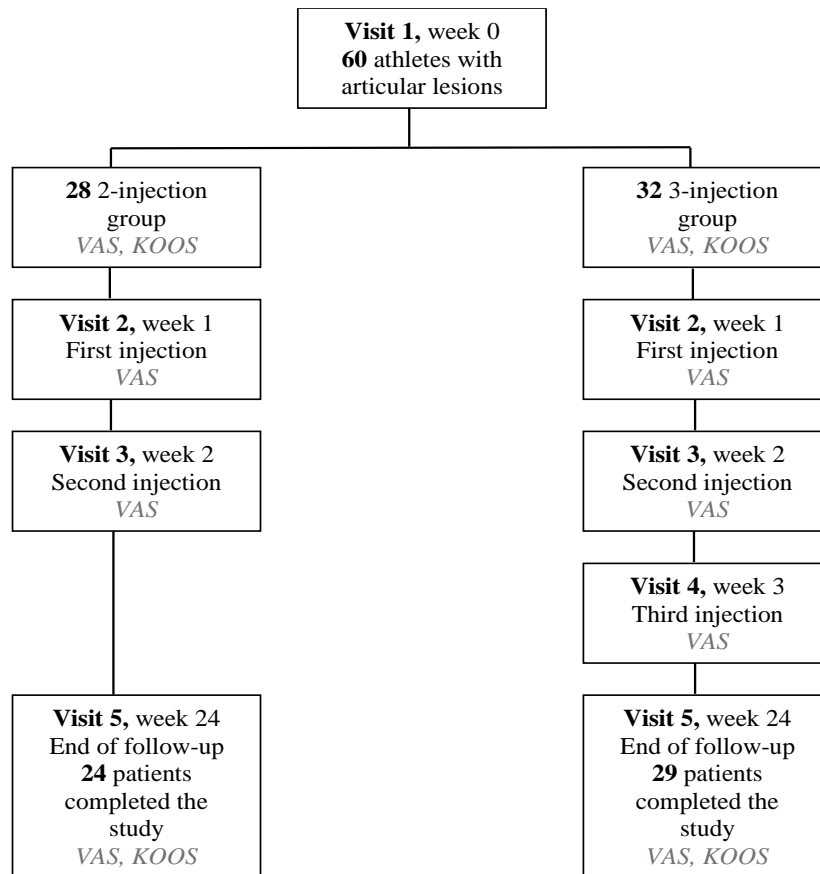 Visit 1, week 0
60 athletes with
articular lesions
28 2-injection
group
VAS, KOOS
32 3-injection
group
VAS, KOOS
Visit 2, week 1
First injection
VAS
Visit 2, week 1
First injection
VAS
Visit 3, week 2
Second injection
VAS
Visit 3, week 2
Second injection
VAS
Visit 4, week 3
Third injection
VAS
Visit 5, week 24
End of follow-up
24 patients
completed the
study
VAS, KOOS
Visit 5, week 24
End of follow-up
29 patients
completed the
study
VAS, KOOS